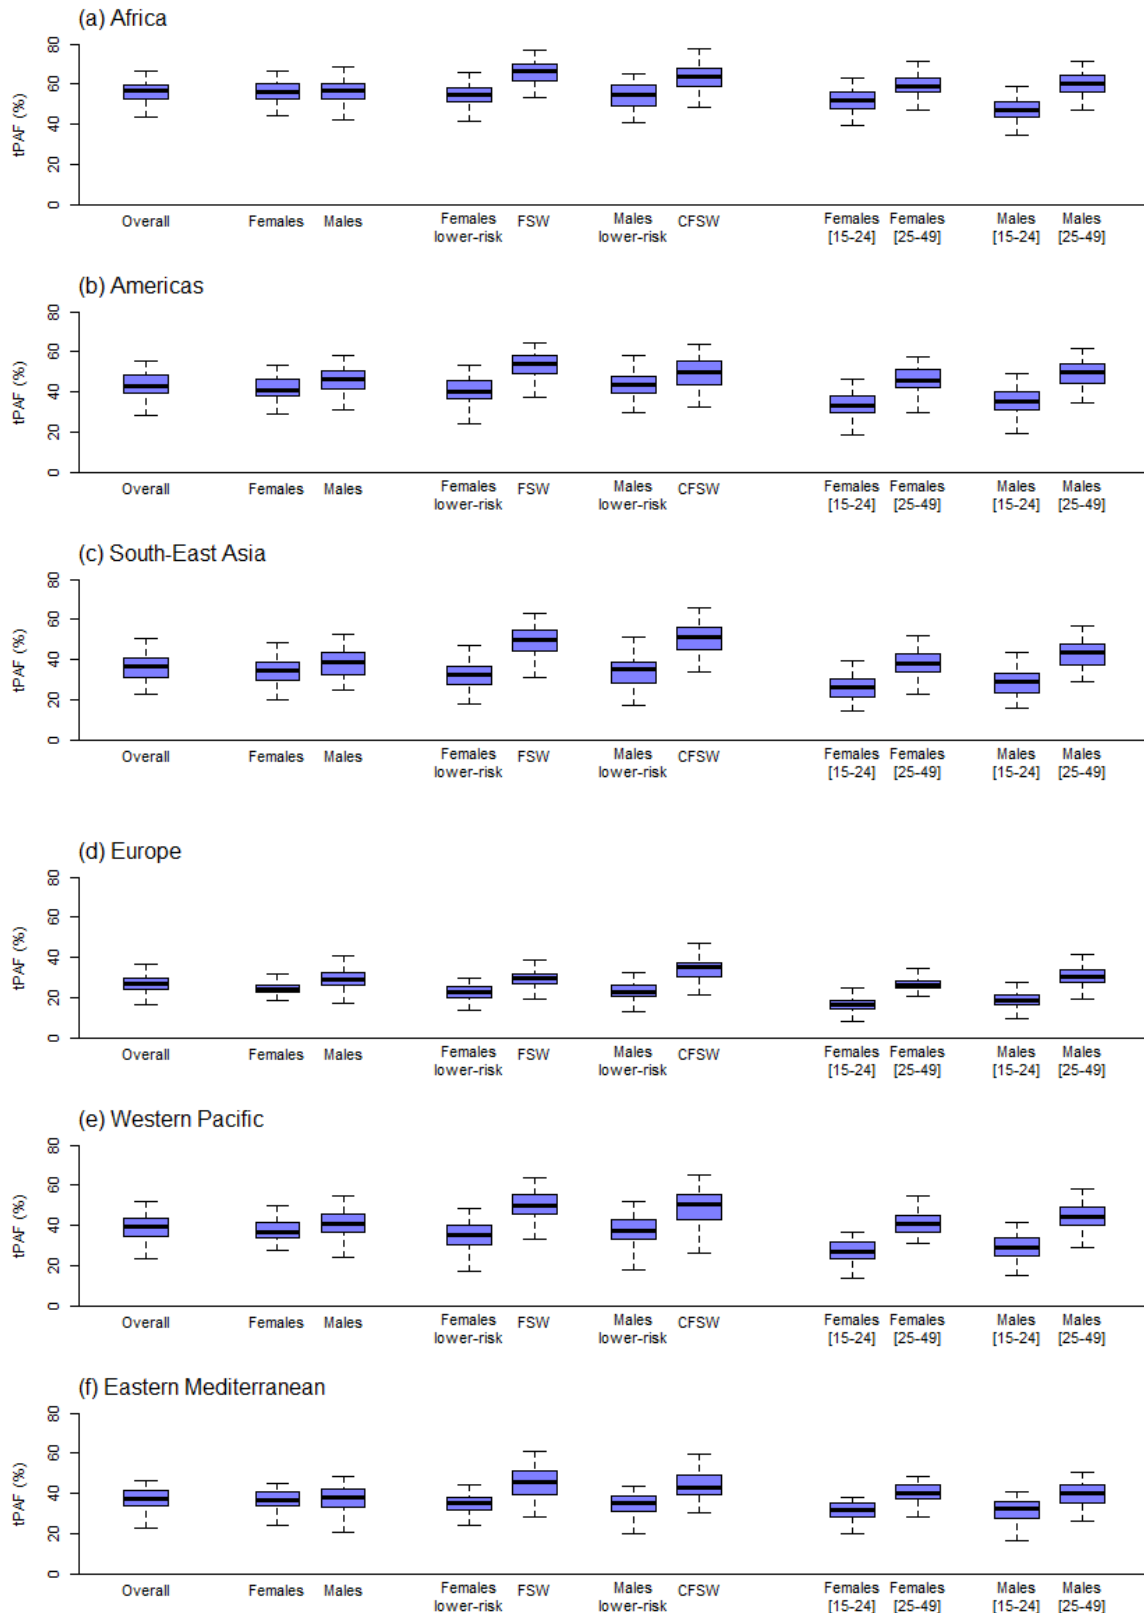 (a) Africa
80
60
40
20
0
tPAF (%)
Overall Females Males Females FSW Males CFSW Females Females Males Males
lower-risk lower-risk [15-24] [25-49] [15-24] [25-49]
(b) Americas
80
60
40
20
0
tPAF (%)
Overall Females Males Females FSW Males CFSW Females Females Males Males
lower-risk lower-risk [15-24] [25-49] [15-24] [25-49]
(c) South-East Asia
80
60
40
20
0
tPAF (%)
Overall Females Males Females FSW Males CFSW Females Females Males Males
lower-risk lower-risk [15-24] [25-49] [15-24] [25-49]
(d) Europe
80
60
40
20
0
tPAF (%)
Overall Females Males Females FSW Males CFSW Females Females Males Males
lower-risk lower-risk [15-24] [25-49] [15-24] [25-49]
(e) Western Pacific
80
60
40
20
0
tPAF (%)
Overall Females Males Females FSW Males CFSW Females Females Males Males
lower-risk lower-risk [15-24] [25-49] [15-24] [25-49]
(f) Eastern Mediterranean
80
60
40
20
0
tPAF (%)
Overall Females Males Females FSW Males CFSW Females Females Males Males
lower-risk lower-risk [15-24] [25-49] [15-24] [25-49]